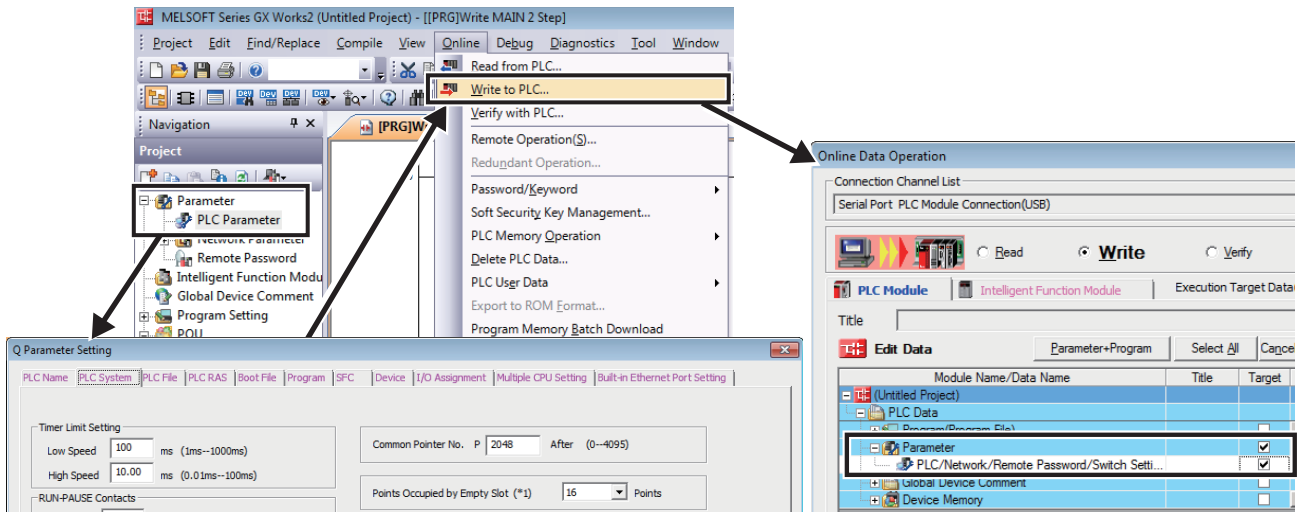 MELSOFT Series GX Works2 (Untitled Project) - [[PRG]Write MAIN 2 Step]
Project Edit Find/Replace Compile View Online Debug Diagnostics Tool Window
Read from PLC...
Write to PLC...
Verify with PLC...
Remote Operation(S)...
Redundant Operation...
Password/Keyword
Soft Security Key Management...
PLC Memory Operation
Delete PLC Data...
PLC User Data
Export to ROM Format...
Program Memory Batch Download
Navigation
[PRG]W
Project
Parameter
PLC Parameter
Network Parameter
Remote Password
Intelligent Function Modu
Global Device Comment
Program Setting
POU
Q Parameter Setting
PLC Name PLC System PLC File PLC RAS Boot File Program SFC Device I/O Assignment Multiple CPU Setting Built-in Ethernet Port Setting
Timer Limit Setting
Low Speed 100 ms (1ms--1000ms)
High Speed 10.00 ms (0.01ms--100ms)
RUN-PAUSE Contacts
Common Pointer No. P 2048 After (0--4095)
Points Occupied by Empty Slot (*1) 16 Points
Online Data Operation
Connection Channel List
Serial Port PLC Module Connection(USB)
Read Write Verify
PLC Module Intelligent Function Module Execution Target Data
Title
Edit Data Parameter+Program Select All Cance
Module Name/Data Name Title Target
(Untitled Project)
PLC Data
Program(Program File)
Parameter
PLC/Network/Remote Password/Switch Setti...
Global Device Comment
Device Memory